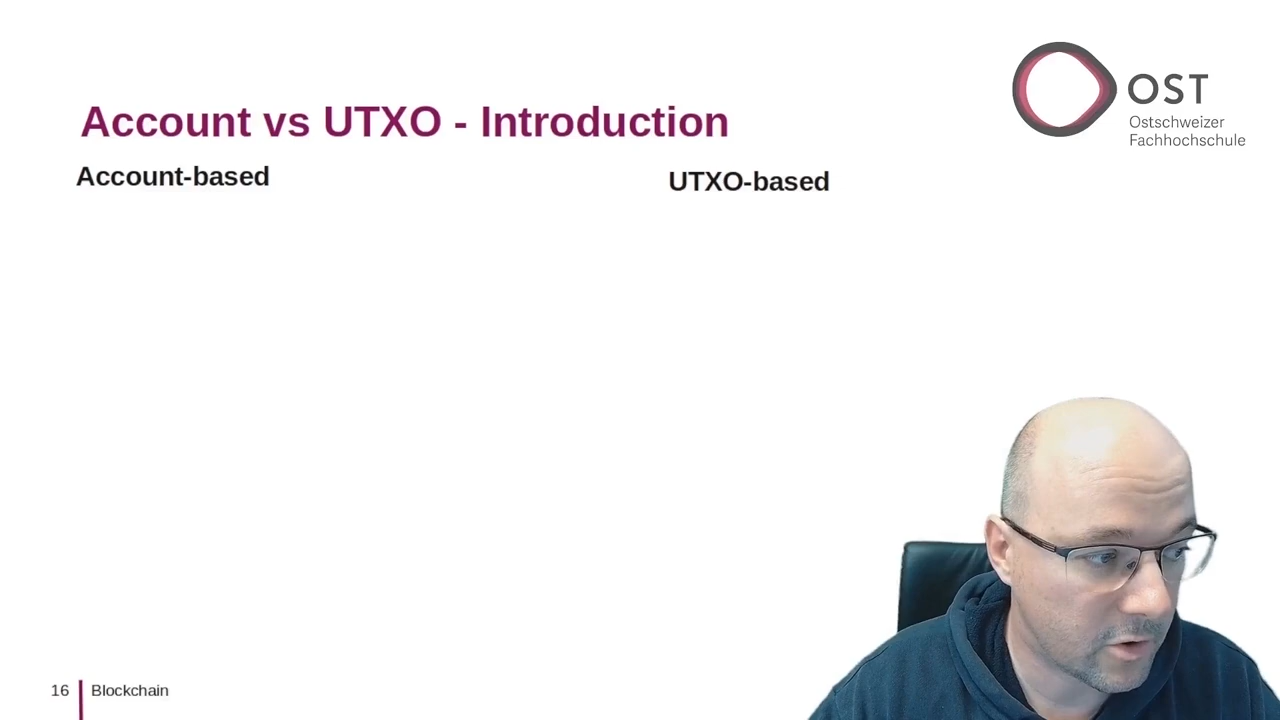 OST
Ostschweizer
Fachhochschule
Account vs UTXO - Introduction
Account-based
UTXO-based
16
Blockchain